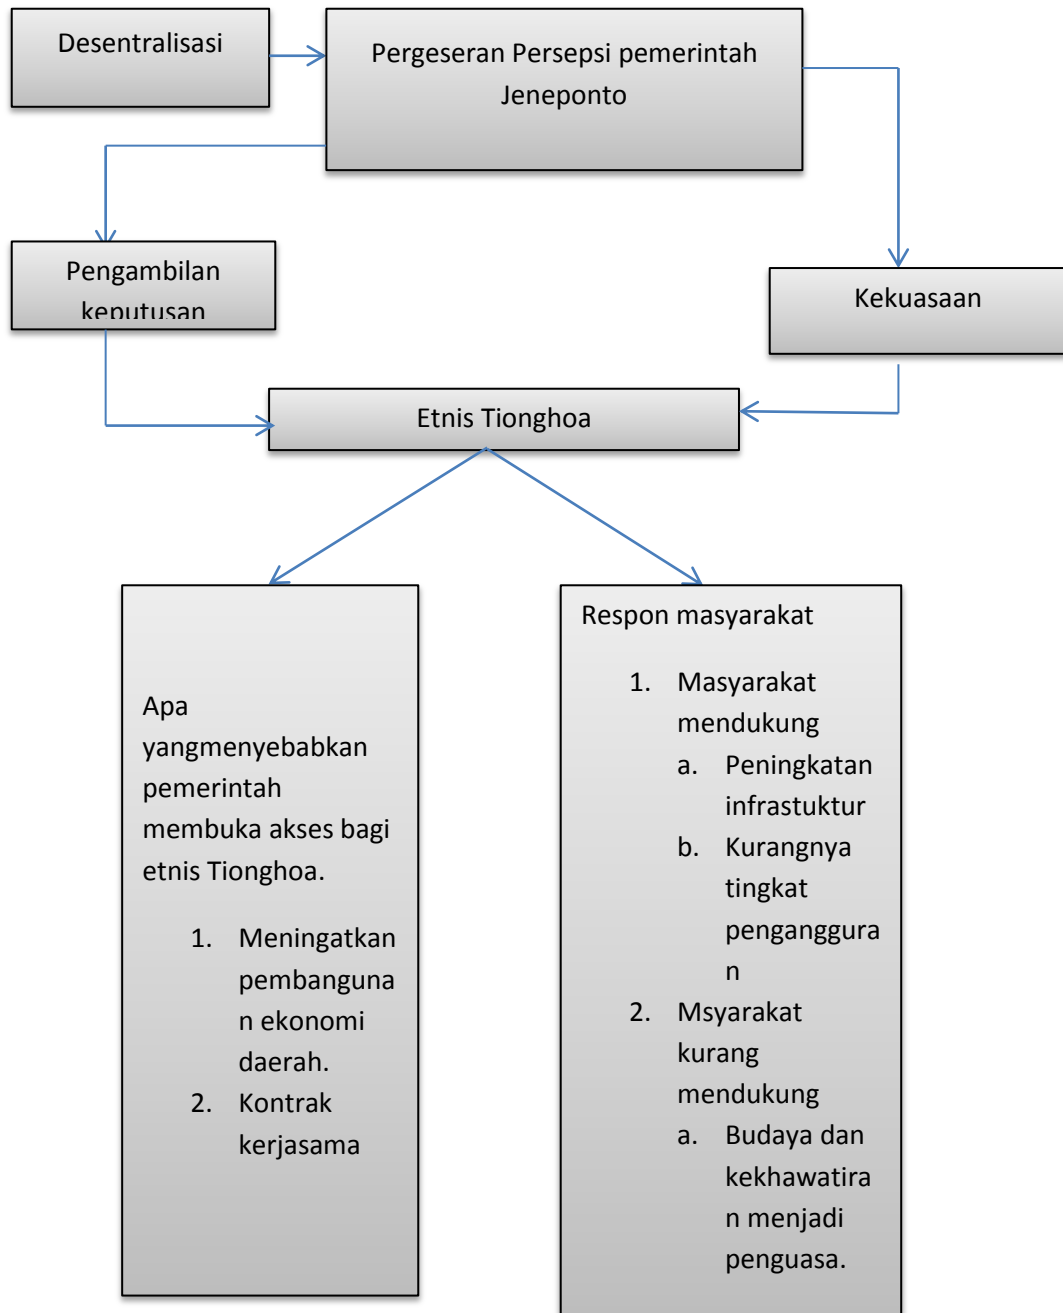 Desentralisasi
Pergeseran Persepsi pemerintah
Jeneponto
Pengambilan
keputusan
Kekuasaan
Etnis Tionghoa
Apa
yangmenyebabkan
pemerintah
membuka akses bagi
etnis Tionghoa.
1. Meningatkan
pembanguna
n ekonomi
daerah.
2. Kontrak
kerjasama
Respon masyarakat
1. Masyarakat
mendukung
a. Peningkatan
infrastuktur
b. Kurangnya
tingkat
penganggura
n
2. Msyarakat
kurang
mendukung
a. Budaya dan
kekhawatira
n menjadi
penguasa.